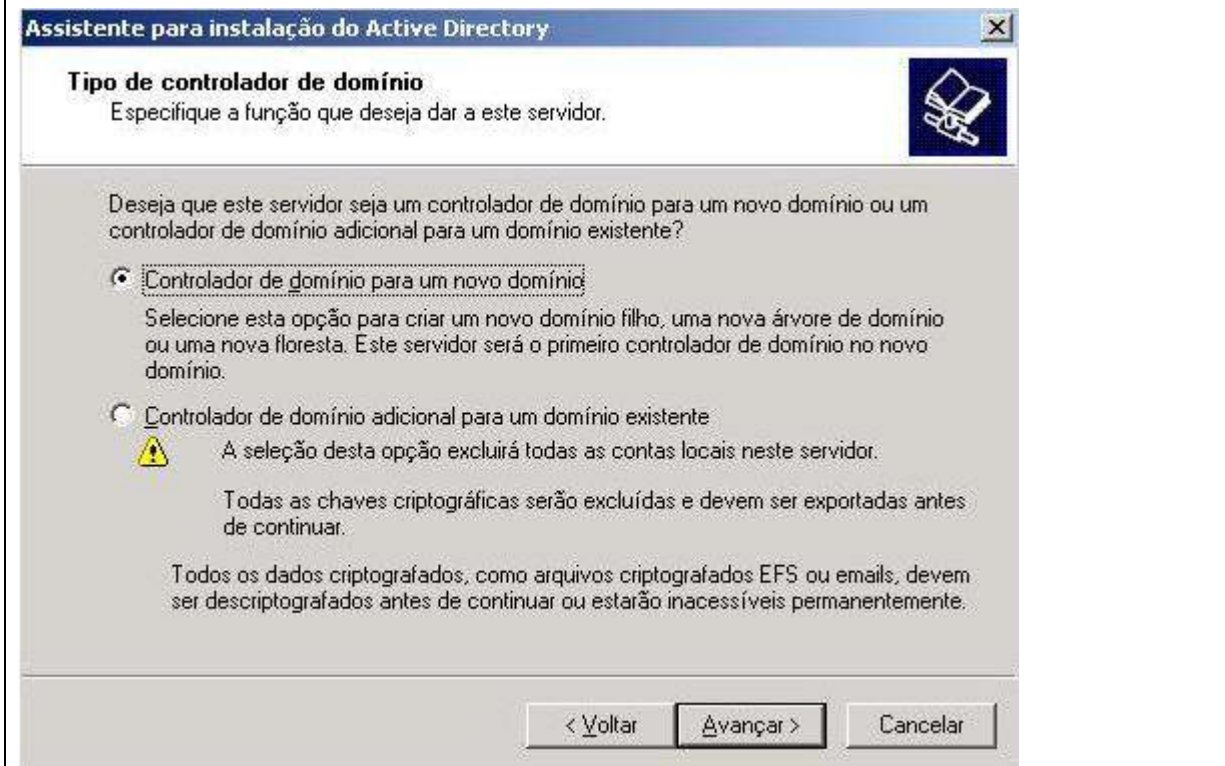 Assistente para instalação do Active Directory
Tipo de controlador de domínio
Especifique a função que deseja dar a este servidor.
Deseja que este servidor seja um controlador de domínio para um novo domínio ou um
controlador de domínio adicional para um domínio existente?
Controlador de domínio para um novo domínio
Selecione esta opção para criar um novo domínio filho, uma nova árvore de domínio
ou uma nova floresta. Este servidor será o primeiro controlador de domínio no novo
domínio.
Controlador de domínio adicional para um domínio existente
A seleção desta opção excluirá todas as contas locais neste servidor.
Todas as chaves criptográficas serão excluídas e devem ser exportadas antes
de continuar.
Todos os dados criptografados, como arquivos criptografados EFS ou emails, devem
ser descriptografados antes de continuar ou estarão inacessíveis permanentemente.
< Voltar
Avançar >
Cancelar